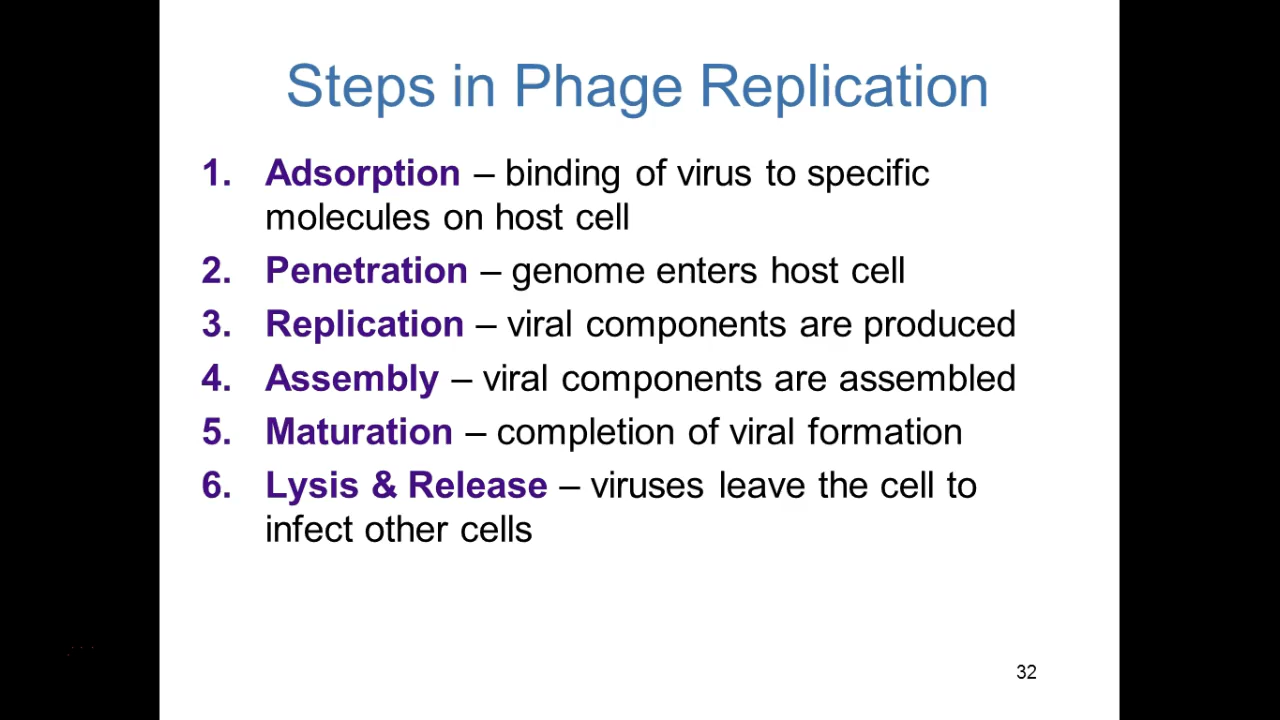 Steps in Phage Replication
1. Adsorption – binding of virus to specific
molecules on host cell
2. Penetration – genome enters host cell
3. Replication – viral components are produced
4. Assembly – viral components are assembled
5. Maturation – completion of viral formation
6. Lysis & Release – viruses leave the cell to
infect other cells
32